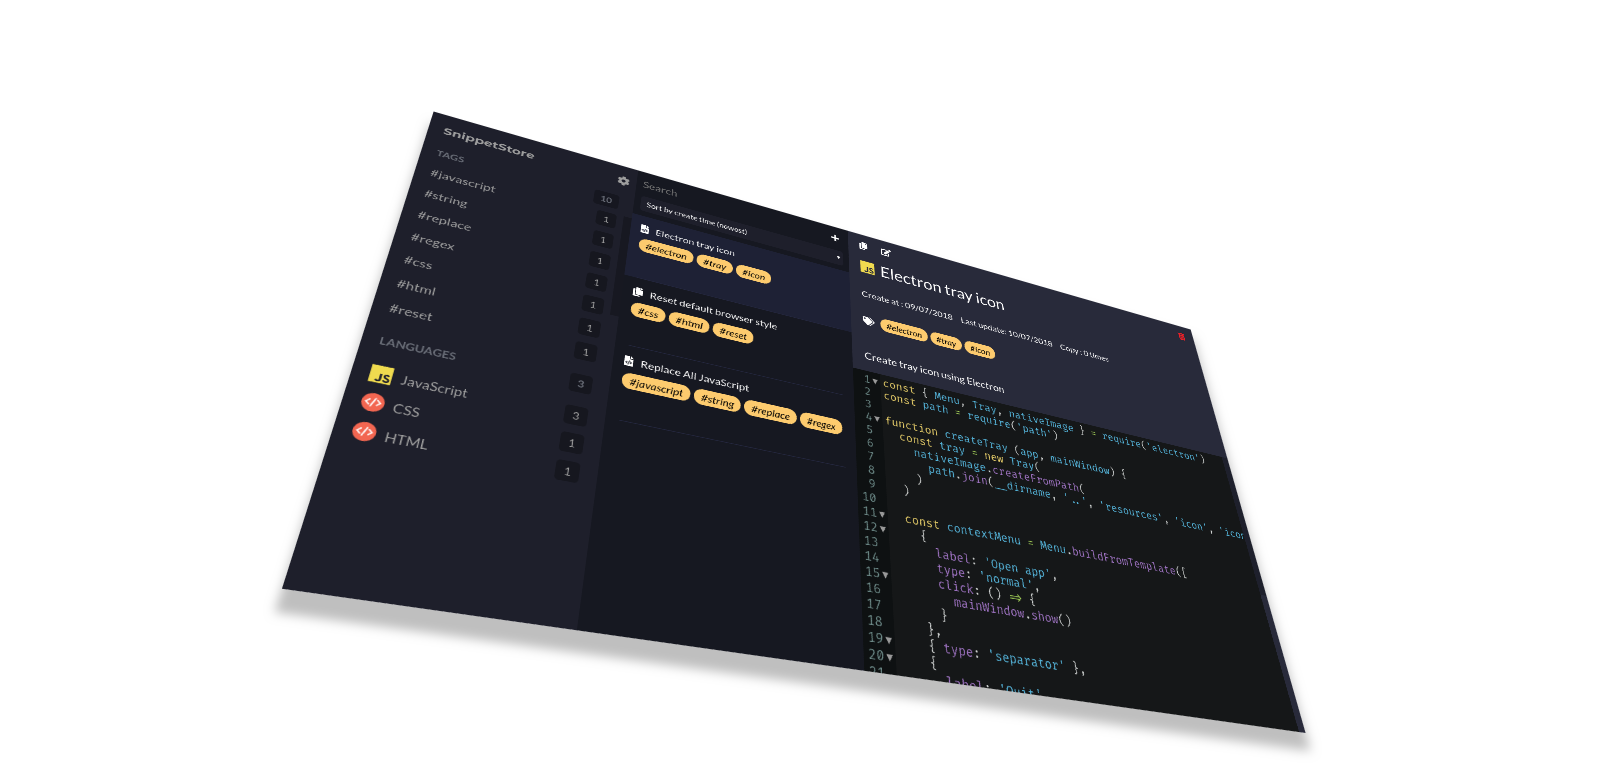 SnippetStore
TAGS
#javascript 10
#string 1
#replace 1
#regex 1
#css 1
#html 1
#reset 1
1
LANGUAGES
JS JavaScript 3
CSS 3
HTML 1
1
Search
Sort by create time (newest)
Electron tray icon
#electron #tray #icon
Reset default browser style
#css #html #reset
Replace All JavaScript
#javascript #string #replace #regex
JS Electron tray icon
Create at : 09/07/2018 Last update: 10/07/2018 Copy : 0 times
#electron #tray #icon
Create tray icon using Electron
1 const { Menu, Tray, nativeImage } = require('electron')
2 const path = require('path')
3
4 function createTray (app, mainWindow) {
5 const tray = new Tray(
6 nativeImage.createFromPath(
7 path.join(__dirname, '..', 'resources', 'icon', 'icon
8 )
9 )
10
11 const contextMenu = Menu.buildFromTemplate([
12 {
13 label: 'Open app',
14 type: 'normal',
15 click: () => {
16 mainWindow.show()
17 }
18 },
19 { type: 'separator' },
20 {
21 label: 'Quit'